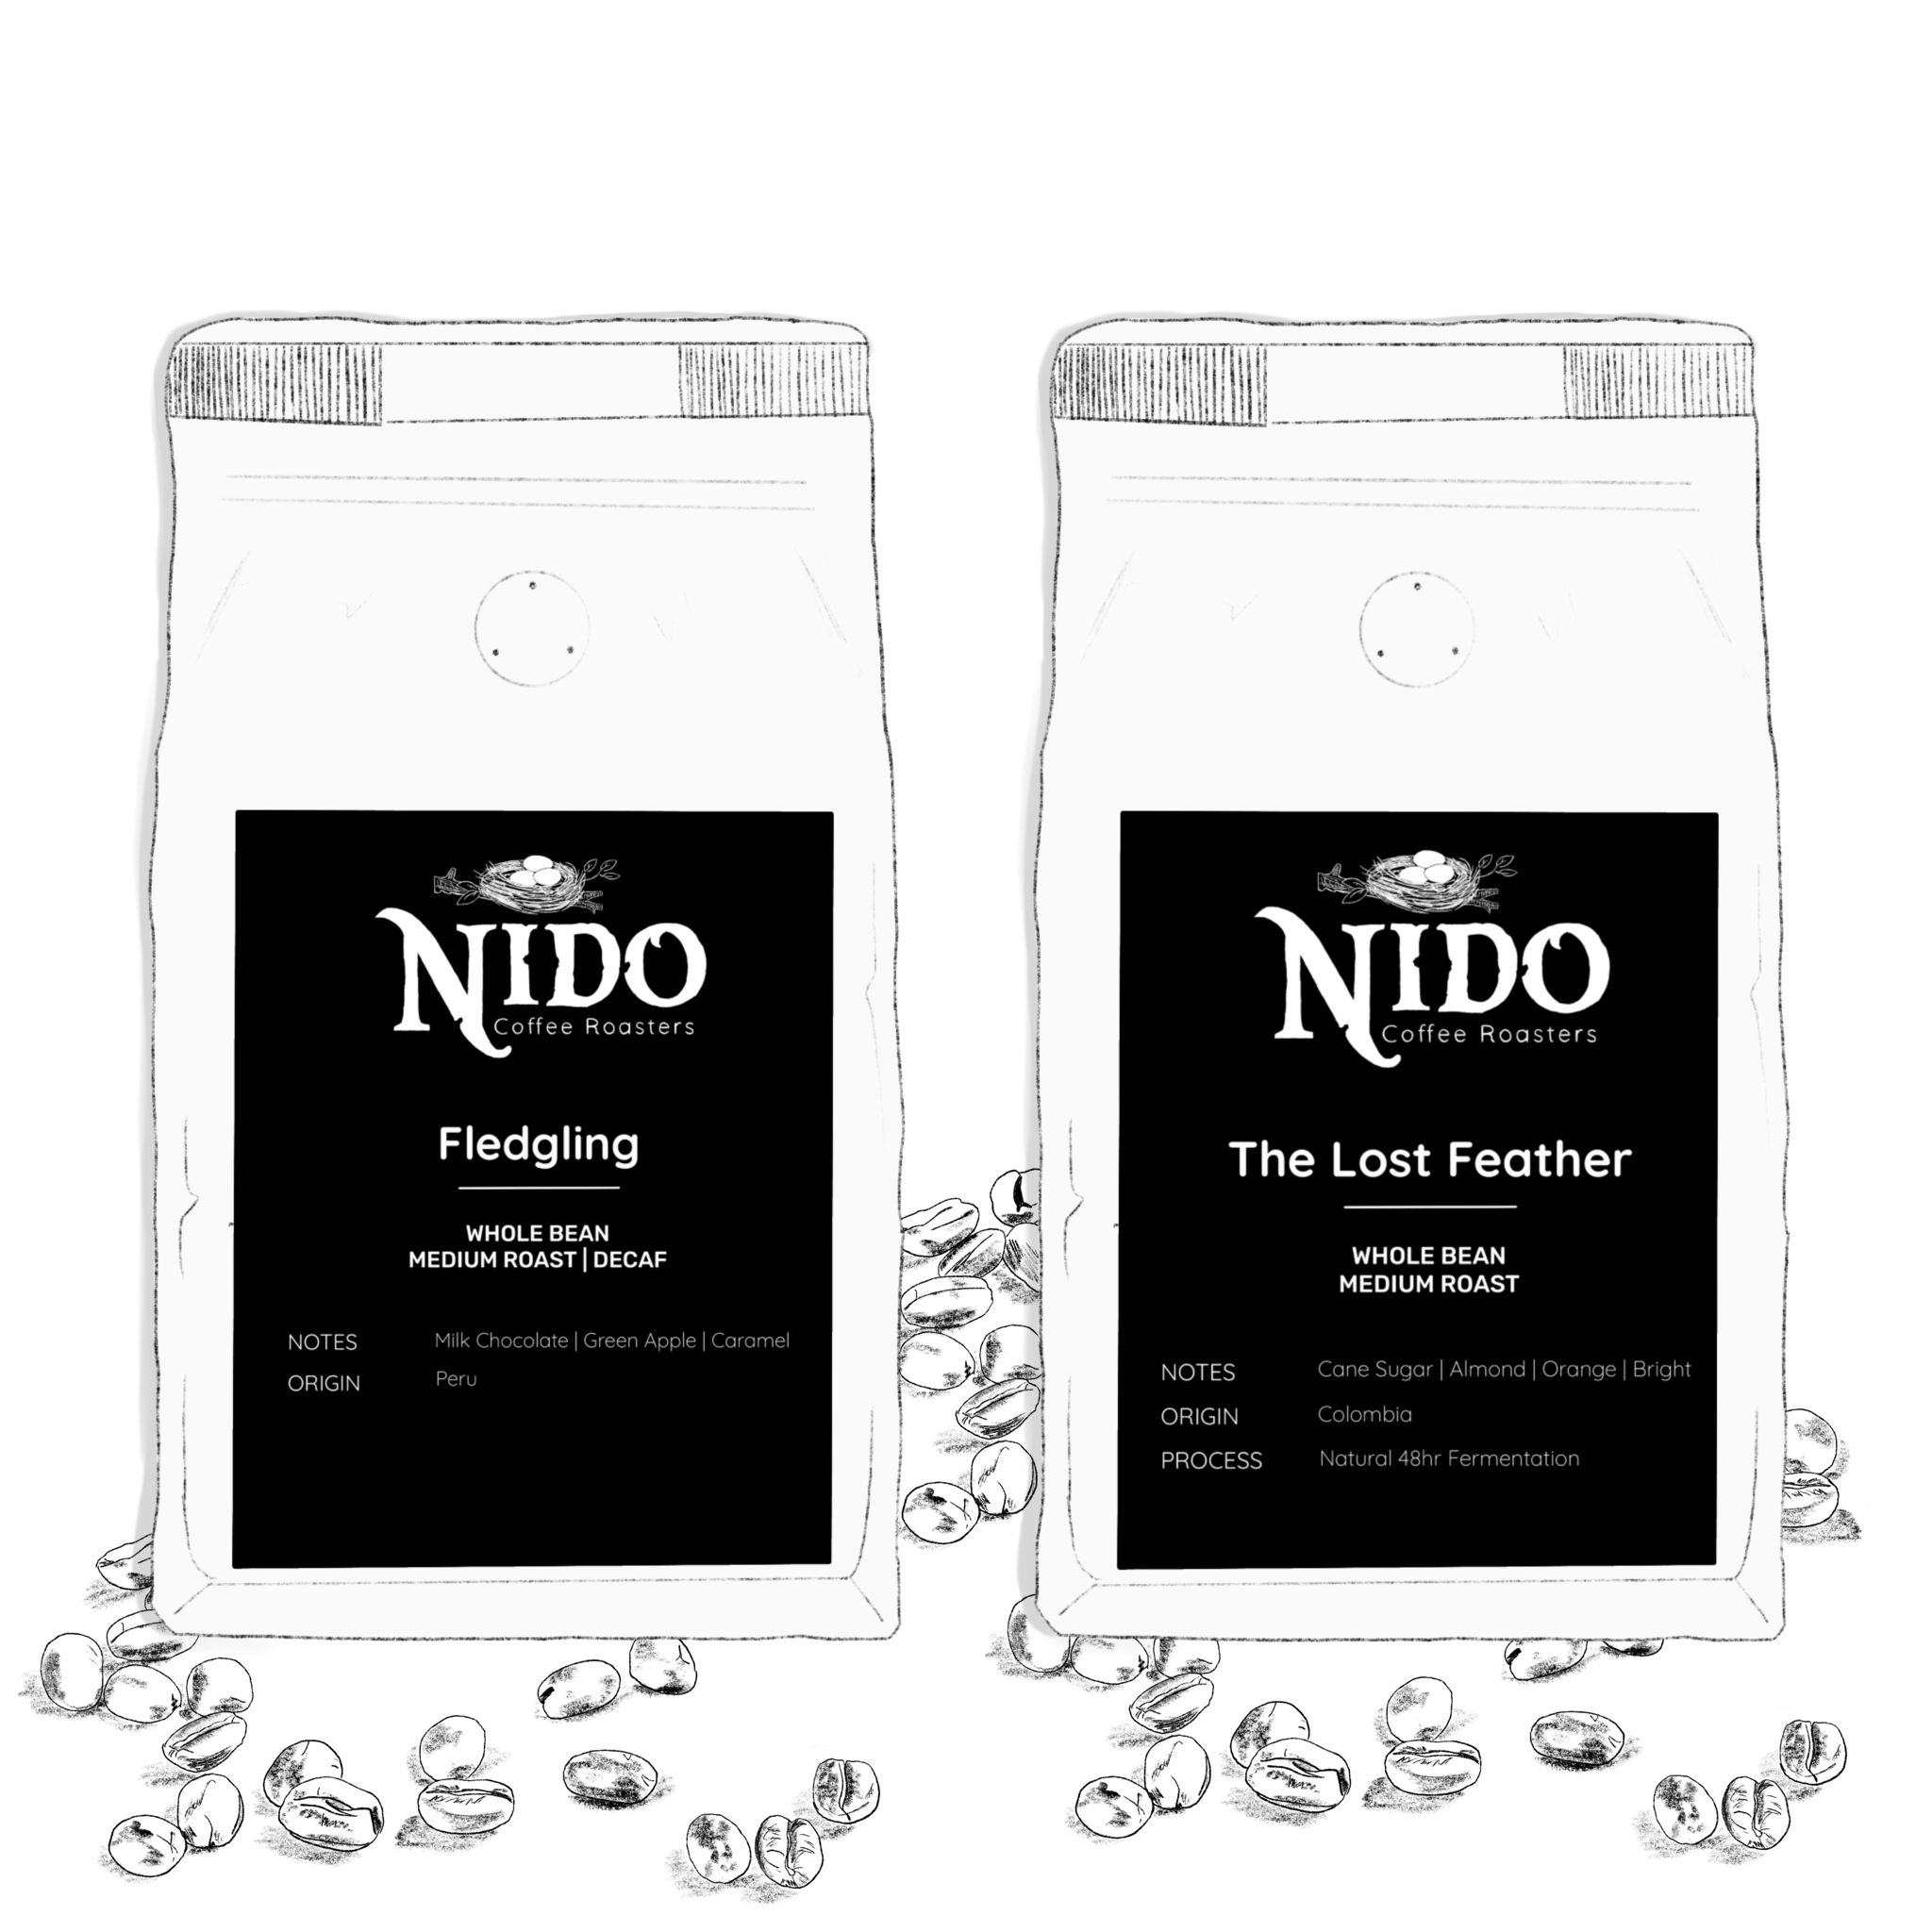 NIDO
Coffee Roasters
Fledgling
WHOLE BEAN
MEDIUM ROAST | DECAF
NOTES Milk Chocolate | Green Apple | Caramel
ORIGIN Peru
NIDO
Coffee Roasters
The Lost Feather
WHOLE BEAN
MEDIUM ROAST
NOTES Cane Sugar | Almond | Orange | Bright
ORIGIN Colombia
PROCESS Natural 48hr Fermentation